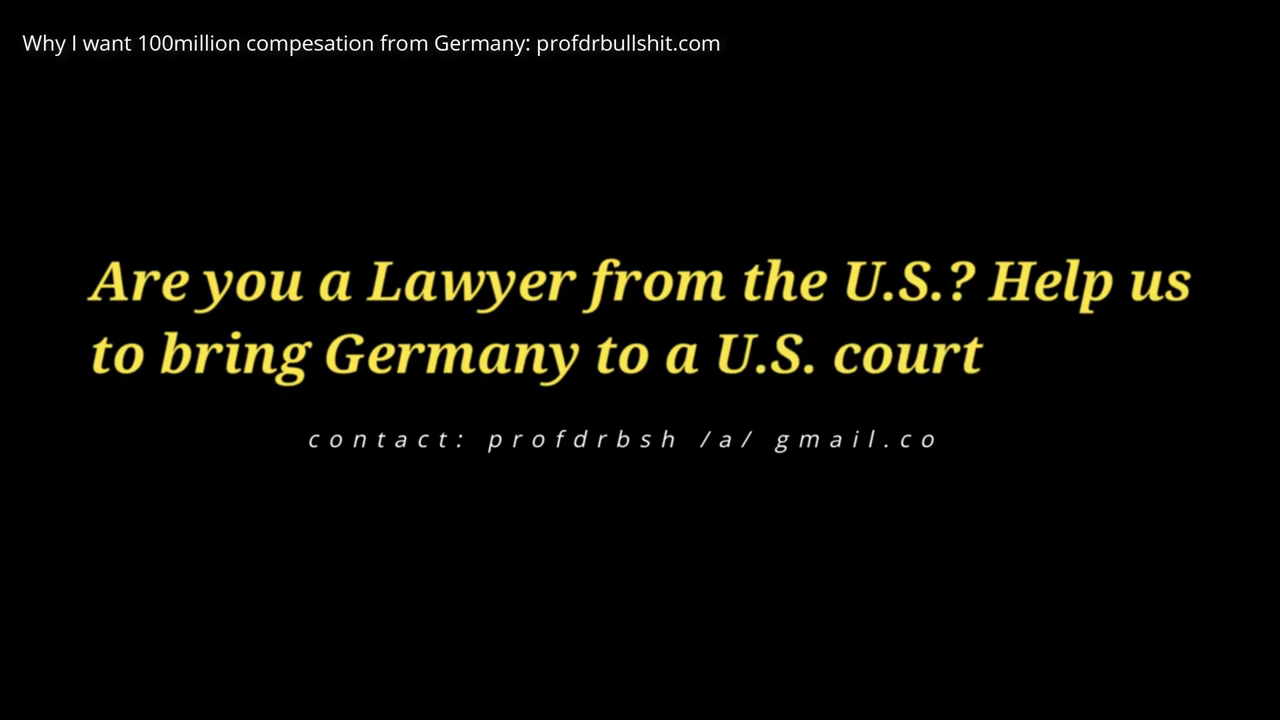 Why I want 100million compesation from Germany: profdrbullshit.com
Are you a Lawyer from the U.S.? Help us
to bring Germany to a U.S. court
contact: profdrbsh /a/ gmail.co